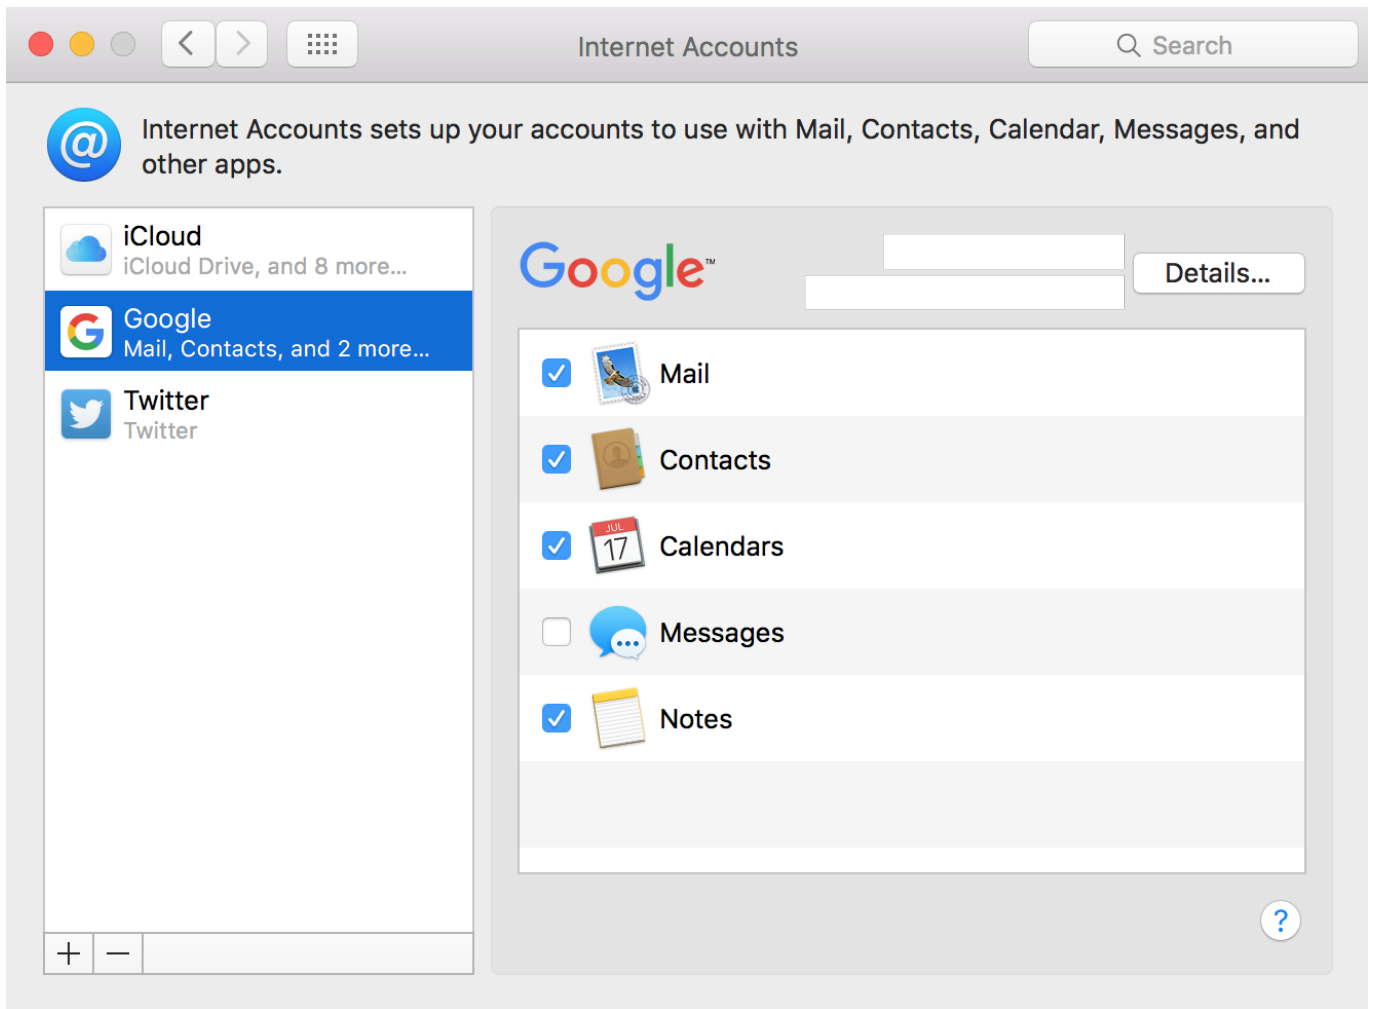 Internet Accounts
Search
@
Internet Accounts sets up your accounts to use with Mail, Contacts, Calendar, Messages, and
other apps.
iCloud
iCloud Drive, and 8 more...
Google
Mail, Contacts, and 2 more...
Twitter
Twitter
Google™
Details...
Mail
Contacts
JUL
17
Calendars
Messages
Notes
?